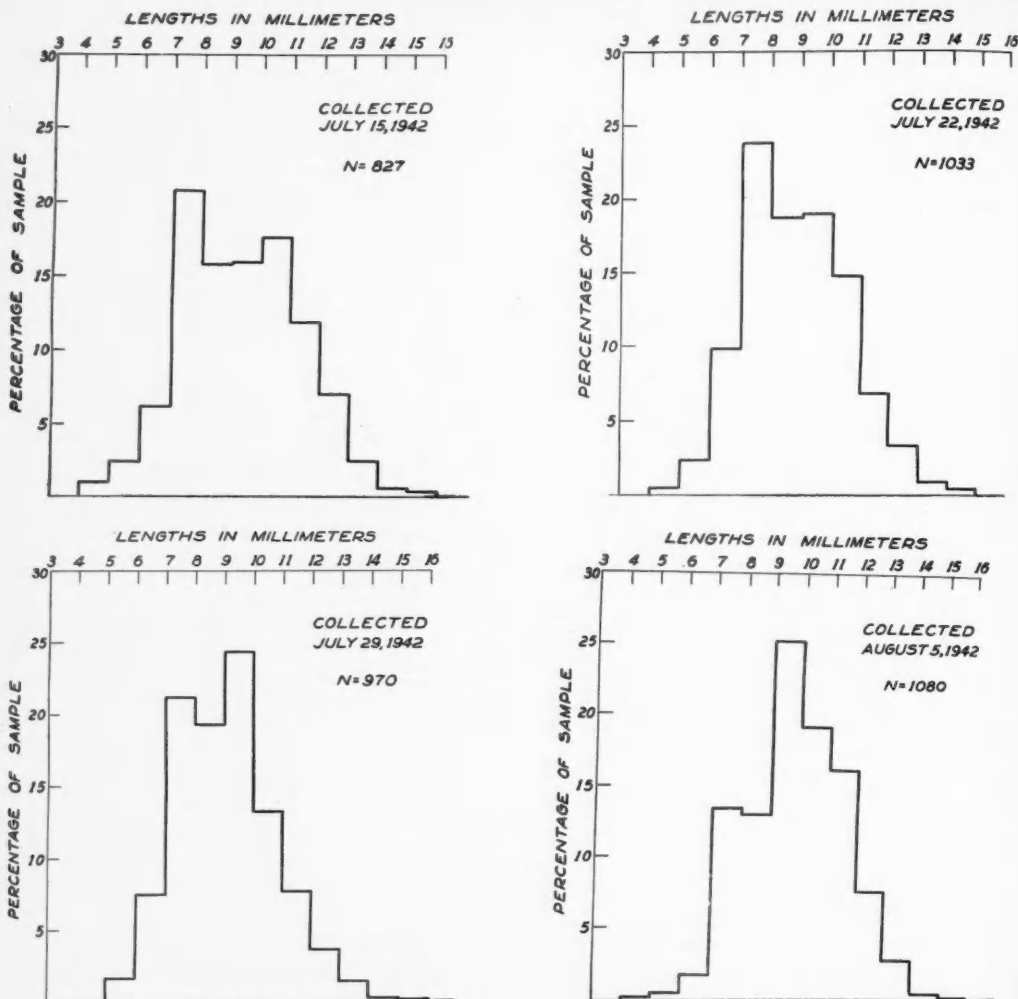 LENGTHS IN MILLIMETERS
3 4 5 6 7 8 9 10 11 12 13 14 15 15
30
25
20
15
10
5
PERCENTAGE OF SAMPLE
COLLECTED
JULY 15, 1942
N= 827
LENGTHS IN MILLIMETERS
3 4 5 6 7 8 9 10 11 12 13 14 15 16
30
25
20
15
10
5
PERCENTAGE OF SAMPLE
COLLECTED
JULY 22, 1942
N=1033
LENGTHS IN MILLIMETERS
3 4 5 6 7 8 9 10 11 12 13 14 15 16
30
25
20
15
10
5
PERCENTAGE OF SAMPLE
COLLECTED
JULY 29, 1942
N= 970
LENGTHS IN MILLIMETERS
3 4 5 6 7 8 9 10 11 12 13 14 15 16
30
25
20
15
10
5
PERCENTAGE OF SAMPLE
COLLECTED
AUGUST 5, 1942
N=1080